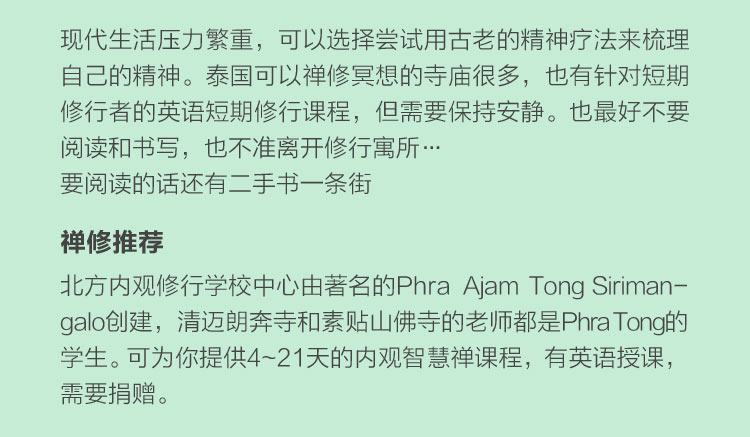 现代生活压力繁重，可以选择尝试用古老的精神疗法来梳理
自己的精神。泰国可以禅修冥想的寺庙很多，也有针对短期
修行者的英语短期修行课程，但需要保持安静。也最好不要
阅读和书写，也不准离开修行寓所…
要阅读的话还有二手书一条街
禅修推荐
北方内观修行学校中心由著名的Phra Ajam Tong Siriman-
galo创建，清迈朗奔寺和素贴山佛寺的老师都是Phra Tong的
学生。可为你提供4~21天的内观智慧禅课程，有英语授课，
需要捐赠。